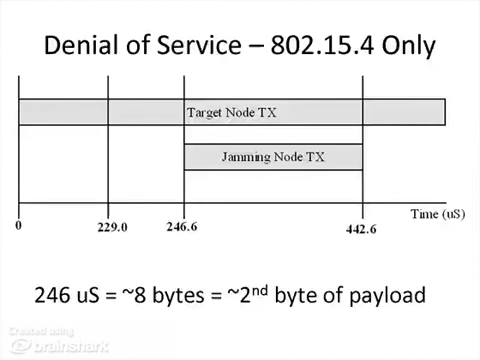 Denial of Service – 802.15.4 Only
Target Node TX
Jamming Node TX
Time (uS)
0 229.0 246.6 442.6
246 uS = ~8 bytes = ~2nd byte of payload
Created using
brainshark